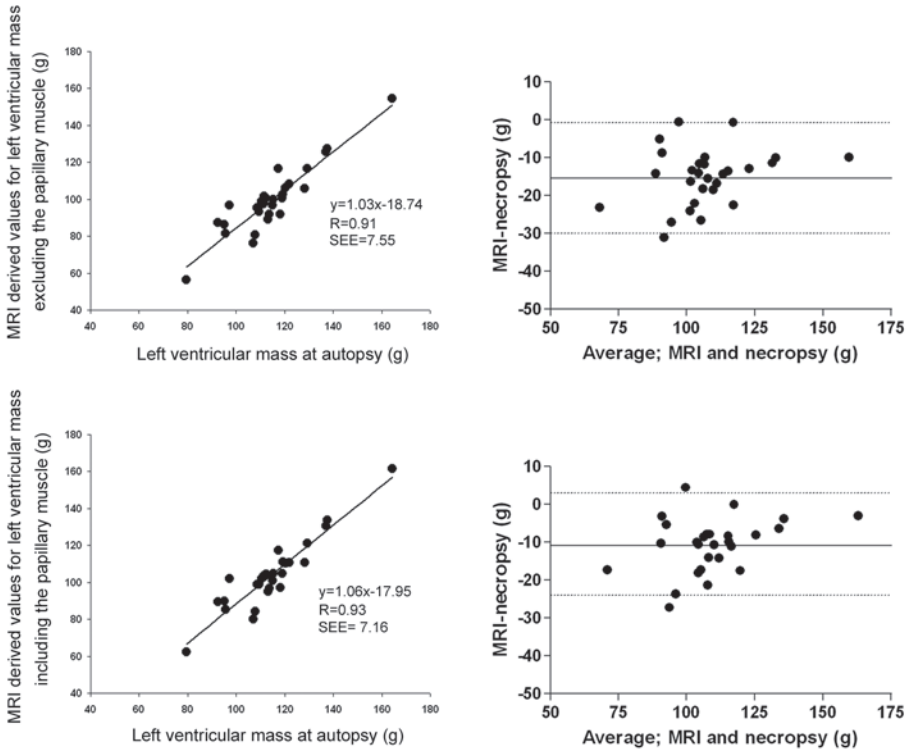 MRI derived values for left ventricular mass
excluding the papillary muscle (g)
180
160
140
120
100
80
60
40
y=1.03x-18.74
R=0.91
SEE=7.55
40 60 80 100 120 140 160 180
Left ventricular mass at autopsy (g)
MRI-necropsy (g)
10
0
-10
-20
-30
-40
-50
50 75 100 125 150 175
Average; MRI and necropsy (g)
MRI derived values for left ventricular mass
including the papillary muscle (g)
180
160
140
120
100
80
60
40
y=1.06x-17.95
R=0.93
SEE= 7.16
40 60 80 100 120 140 160 180
Left ventricular mass at autopsy (g)
MRI-necropsy (g)
10
0
-10
-20
-30
-40
-50
50 75 100 125 150 175
Average; MRI and necropsy (g)